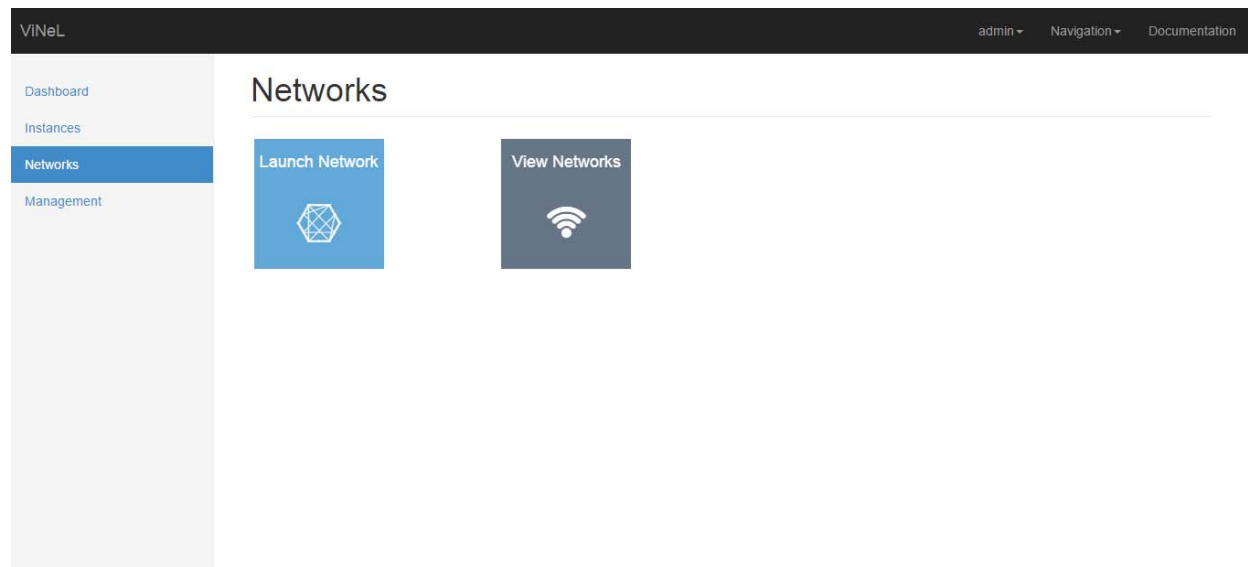 ViNeL
admin Navigation Documentation
Dashboard
Instances
Networks
Management
Networks
Launch Network
View Networks